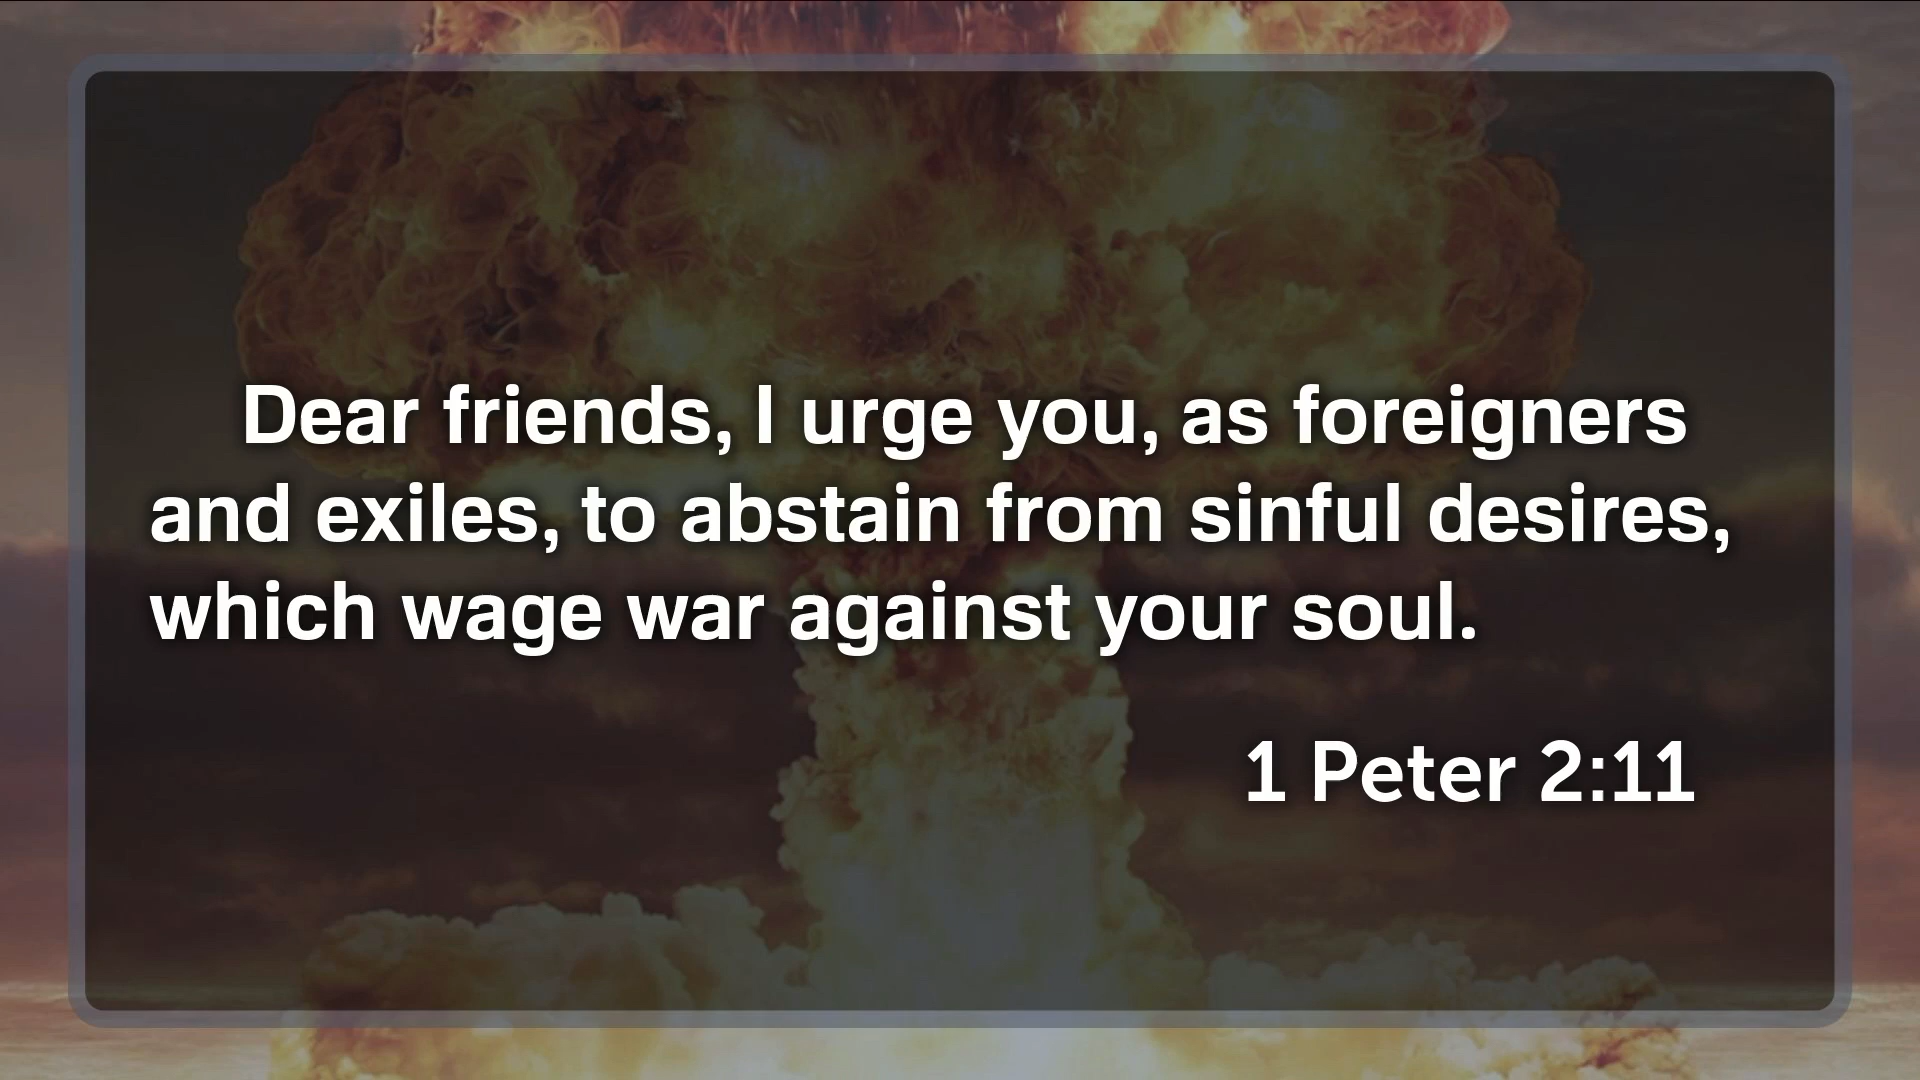 Dear friends, I urge you, as foreigners
and exiles, to abstain from sinful desires,
which wage war against your soul.
1 Peter 2:11